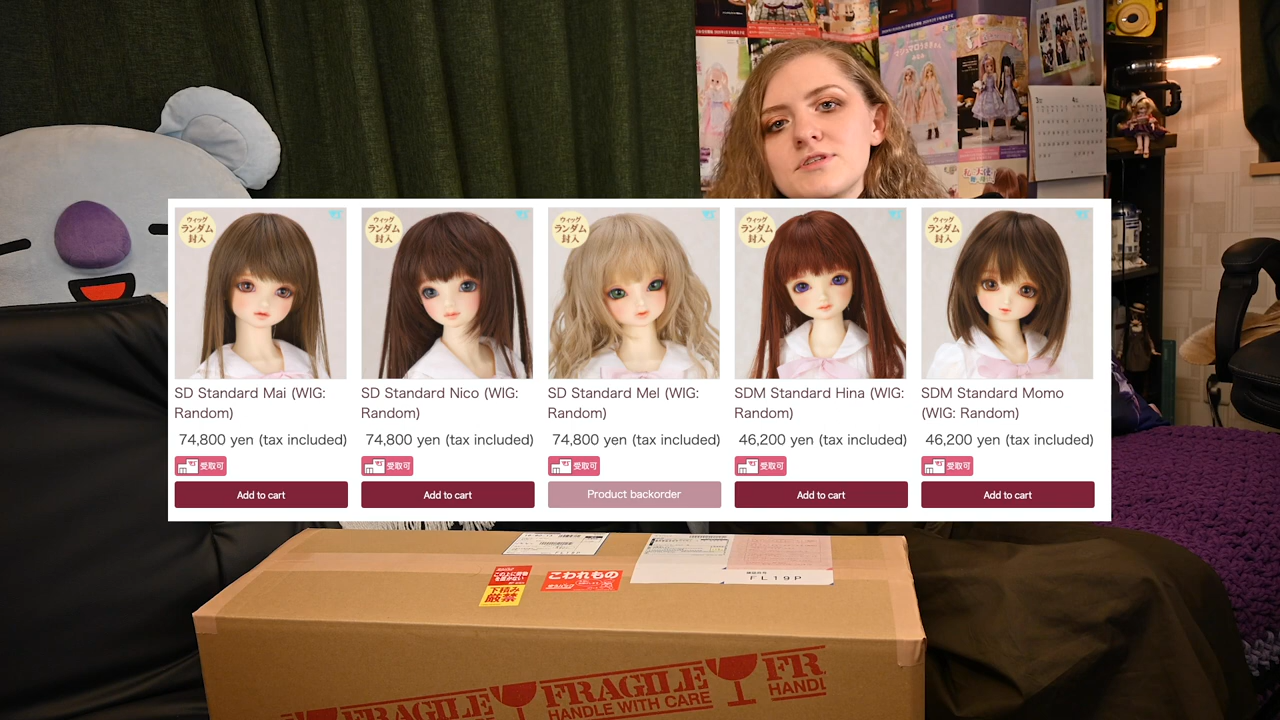 ウィッグ
ランダム
封入
ウィッグ
ランダム
封入
ウィッグ
ランダム
封入
ウィッグ
ランダム
封入
ウィッグ
ランダム
封入
SD Standard Mai (WIG:
Random)
74,800 yen (tax included)
受取可
Add to cart
SD Standard Nico (WIG:
Random)
74,800 yen (tax included)
受取可
Add to cart
SD Standard Mel (WIG:
Random)
74,800 yen (tax included)
受取可
Product backorder
SDM Standard Hina (WIG:
Random)
46,200 yen (tax included)
受取可
Add to cart
SDM Standard Momo
(WIG: Random)
46,200 yen (tax included)
受取可
Add to cart
下積み
厳禁
こわれもの
FL19P
FRAGILE
FRAGILE
HANDLE WITH CARE
FR
HANDL